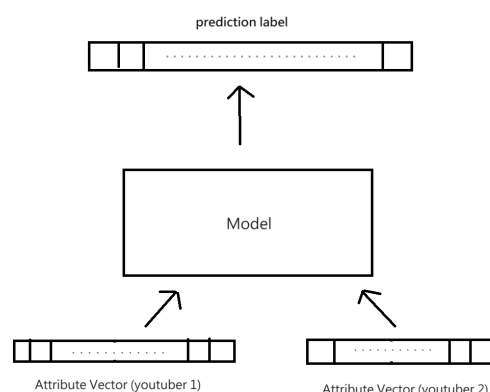 prediction label
Model
Attribute Vector (youtuber 1)
Attribute Vector (youtuber 2)